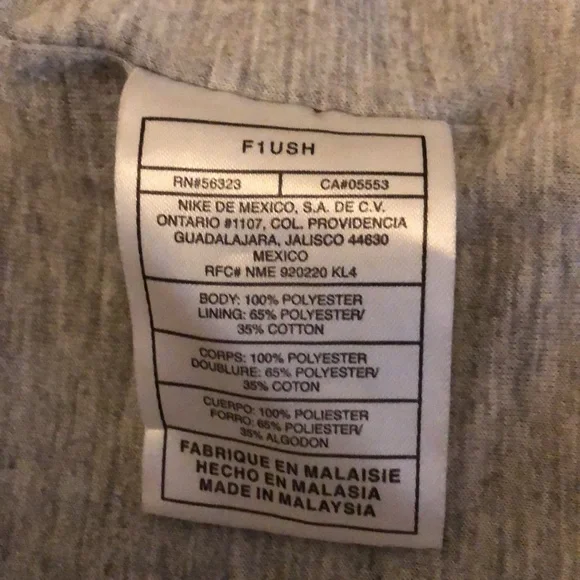 F1USH
RN#56323 CA#05553
NIKE DE MEXICO, S.A. DE C.V.
ONTARIO #1107, COL. PROVIDENCIA
GUADALAJARA, JALISCO 44630
MEXICO
RFC# NME 920220 KL4
BODY: 100% POLYESTER
LINING: 65% POLYESTER/
35% COTTON
CORPS: 100% POLYESTER
DOUBLURE: 65% POLYESTER/
35% COTON
CUERPO: 100% POLIESTER
FORRO: 65% POLIESTER/
35% ALGODON
FABRIQUE EN MALAISIE
HECHO EN MALASIA
MADE IN MALAYSIA